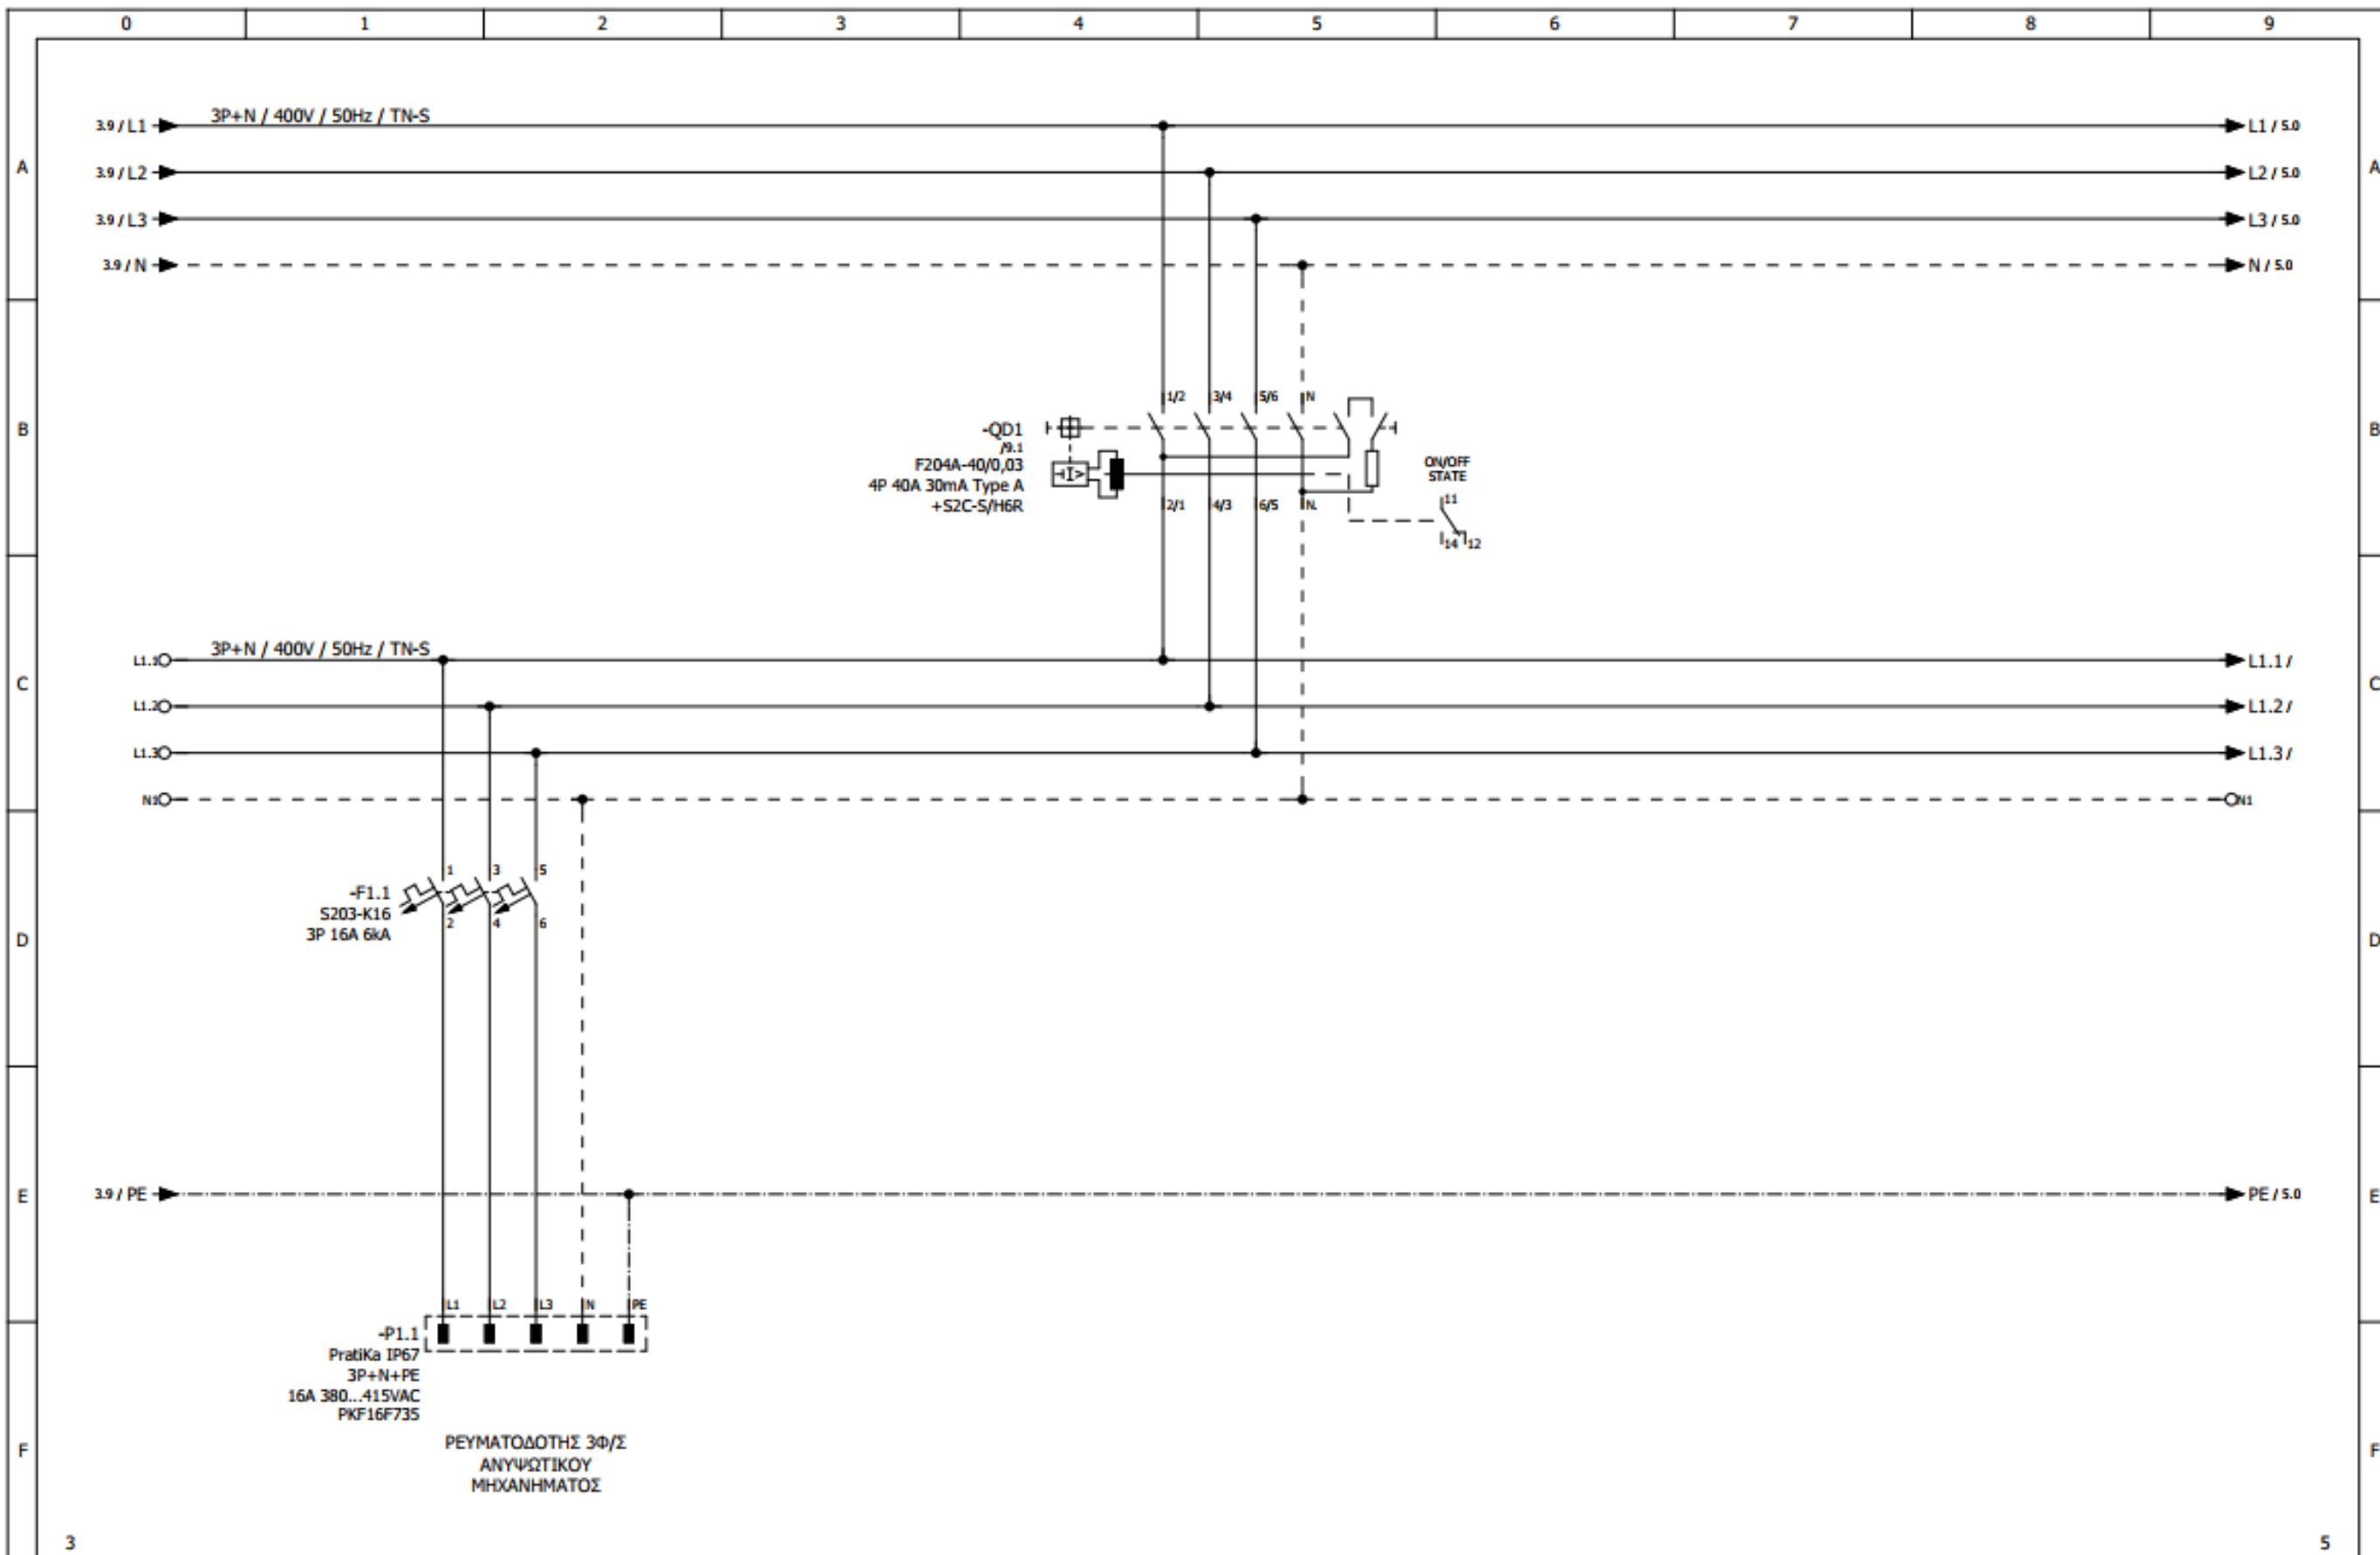 0 1 2 3 4 5 6 7 8 9
3P+N / 400V / 50Hz / TN-S
3.9 / L1 L1 / 5.0
A A
3.9 / L2 L2 / 5.0
3.9 / L3 L3 / 5.0
3.9 / N N / 5.0
1/2 3/4 5/6 N
B B
-QD1
/9.1
F204A-40/0,03
4P 40A 30mA Type A
+S2C-S/H6R
I>
ON/OFF
STATE
2/1 4/3 6/5 N.
11
14 12
3P+N / 400V / 50Hz / TN-S
L1.1 L1.1 /
C C
L1.2 L1.2 /
L1.3 L1.3 /
N1 N1
1 3 5
-F1.1
S203-K16
3P 16A 6kA
2 4 6
D D
3.9 / PE PE / 5.0
E E
L1 L2 L3 N PE
-P1.1
PratiKa IP67
3P+N+PE
16A 380...415VAC
PKF16F735
ΡΕΥΜΑΤΟΔΟΤΗΣ 3Φ/Σ
ΑΝΥΨΩΤΙΚΟΥ
ΜΗΧΑΝΗΜΑΤΟΣ
F F
3 5